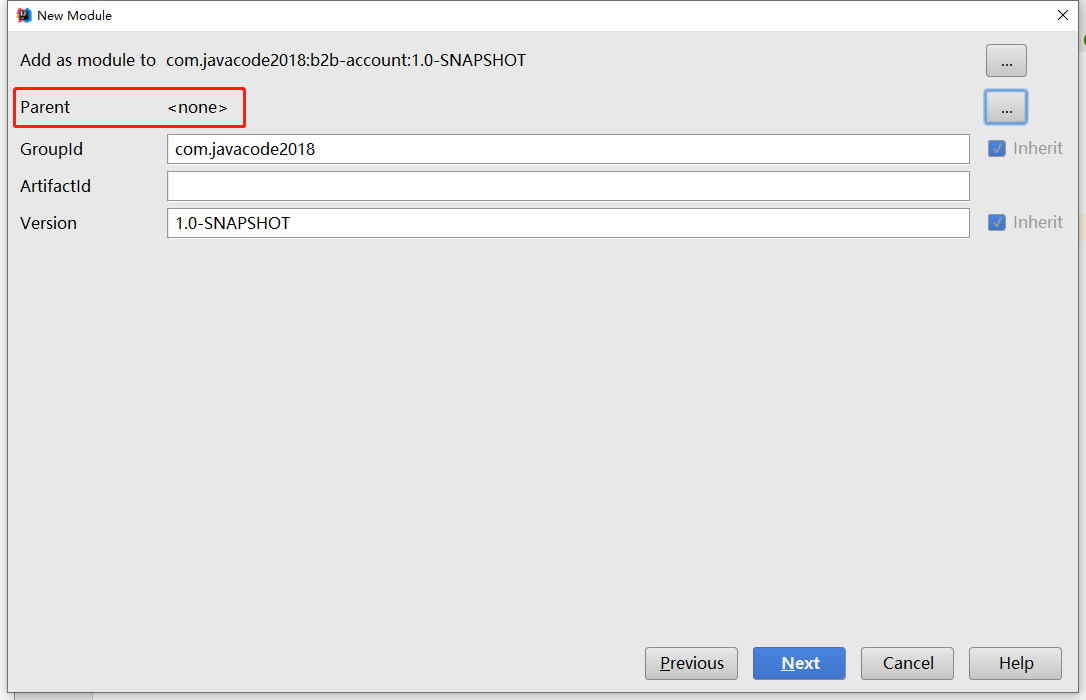 New Module
Add as module to com.javacode2018:b2b-account:1.0-SNAPSHOT ...
Parent <none> ...
GroupId com.javacode2018 Inherit
ArtifactId
Version 1.0-SNAPSHOT Inherit
Previous Next Cancel Help